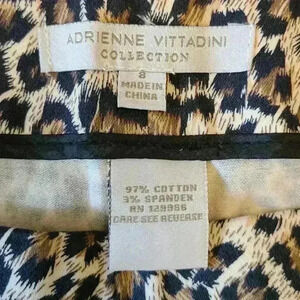 ADRIENNE VITTADINI
COLLECTION
8
MADE IN
CHINA
97% COTTON
3% SPANDEX
RN 129986
CARE SEE REVERSE